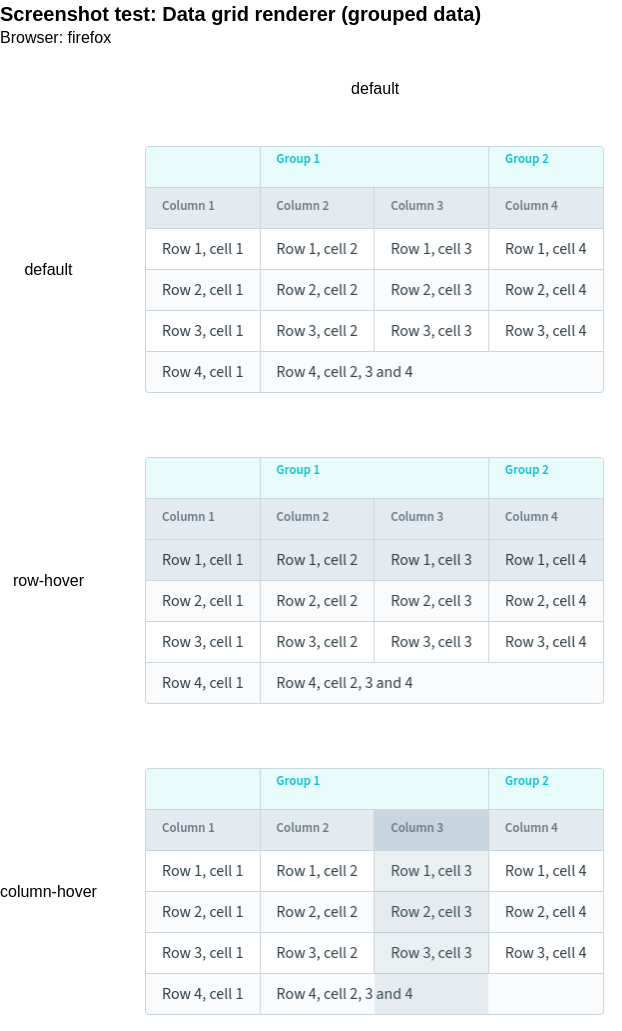 Screenshot test: Data grid renderer (grouped data)
Browser: firefox
default
default
Group 1 Group 2
Column 1 Column 2 Column 3 Column 4
Row 1, cell 1 Row 1, cell 2 Row 1, cell 3 Row 1, cell 4
Row 2, cell 1 Row 2, cell 2 Row 2, cell 3 Row 2, cell 4
Row 3, cell 1 Row 3, cell 2 Row 3, cell 3 Row 3, cell 4
Row 4, cell 1 Row 4, cell 2, 3 and 4
row-hover
Group 1 Group 2
Column 1 Column 2 Column 3 Column 4
Row 1, cell 1 Row 1, cell 2 Row 1, cell 3 Row 1, cell 4
Row 2, cell 1 Row 2, cell 2 Row 2, cell 3 Row 2, cell 4
Row 3, cell 1 Row 3, cell 2 Row 3, cell 3 Row 3, cell 4
Row 4, cell 1 Row 4, cell 2, 3 and 4
column-hover
Group 1 Group 2
Column 1 Column 2 Column 3 Column 4
Row 1, cell 1 Row 1, cell 2 Row 1, cell 3 Row 1, cell 4
Row 2, cell 1 Row 2, cell 2 Row 2, cell 3 Row 2, cell 4
Row 3, cell 1 Row 3, cell 2 Row 3, cell 3 Row 3, cell 4
Row 4, cell 1 Row 4, cell 2, 3 and 4